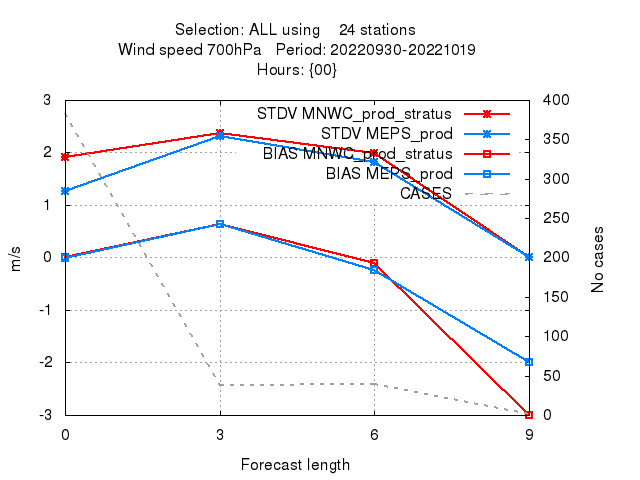 Selection: ALL using    24 stations
Wind speed 700hPa   Period: 20220930-20221019
Hours: {00}
STDV MNWC_prod_stratus
STDV MEPS_prod
BIAS MNWC_prod_stratus
BIAS MEPS_prod
CASES
3
2
1
0
-1
-2
-3
m/s
400
350
300
250
200
150
100
50
0
No cases
0 3 6 9
Forecast length